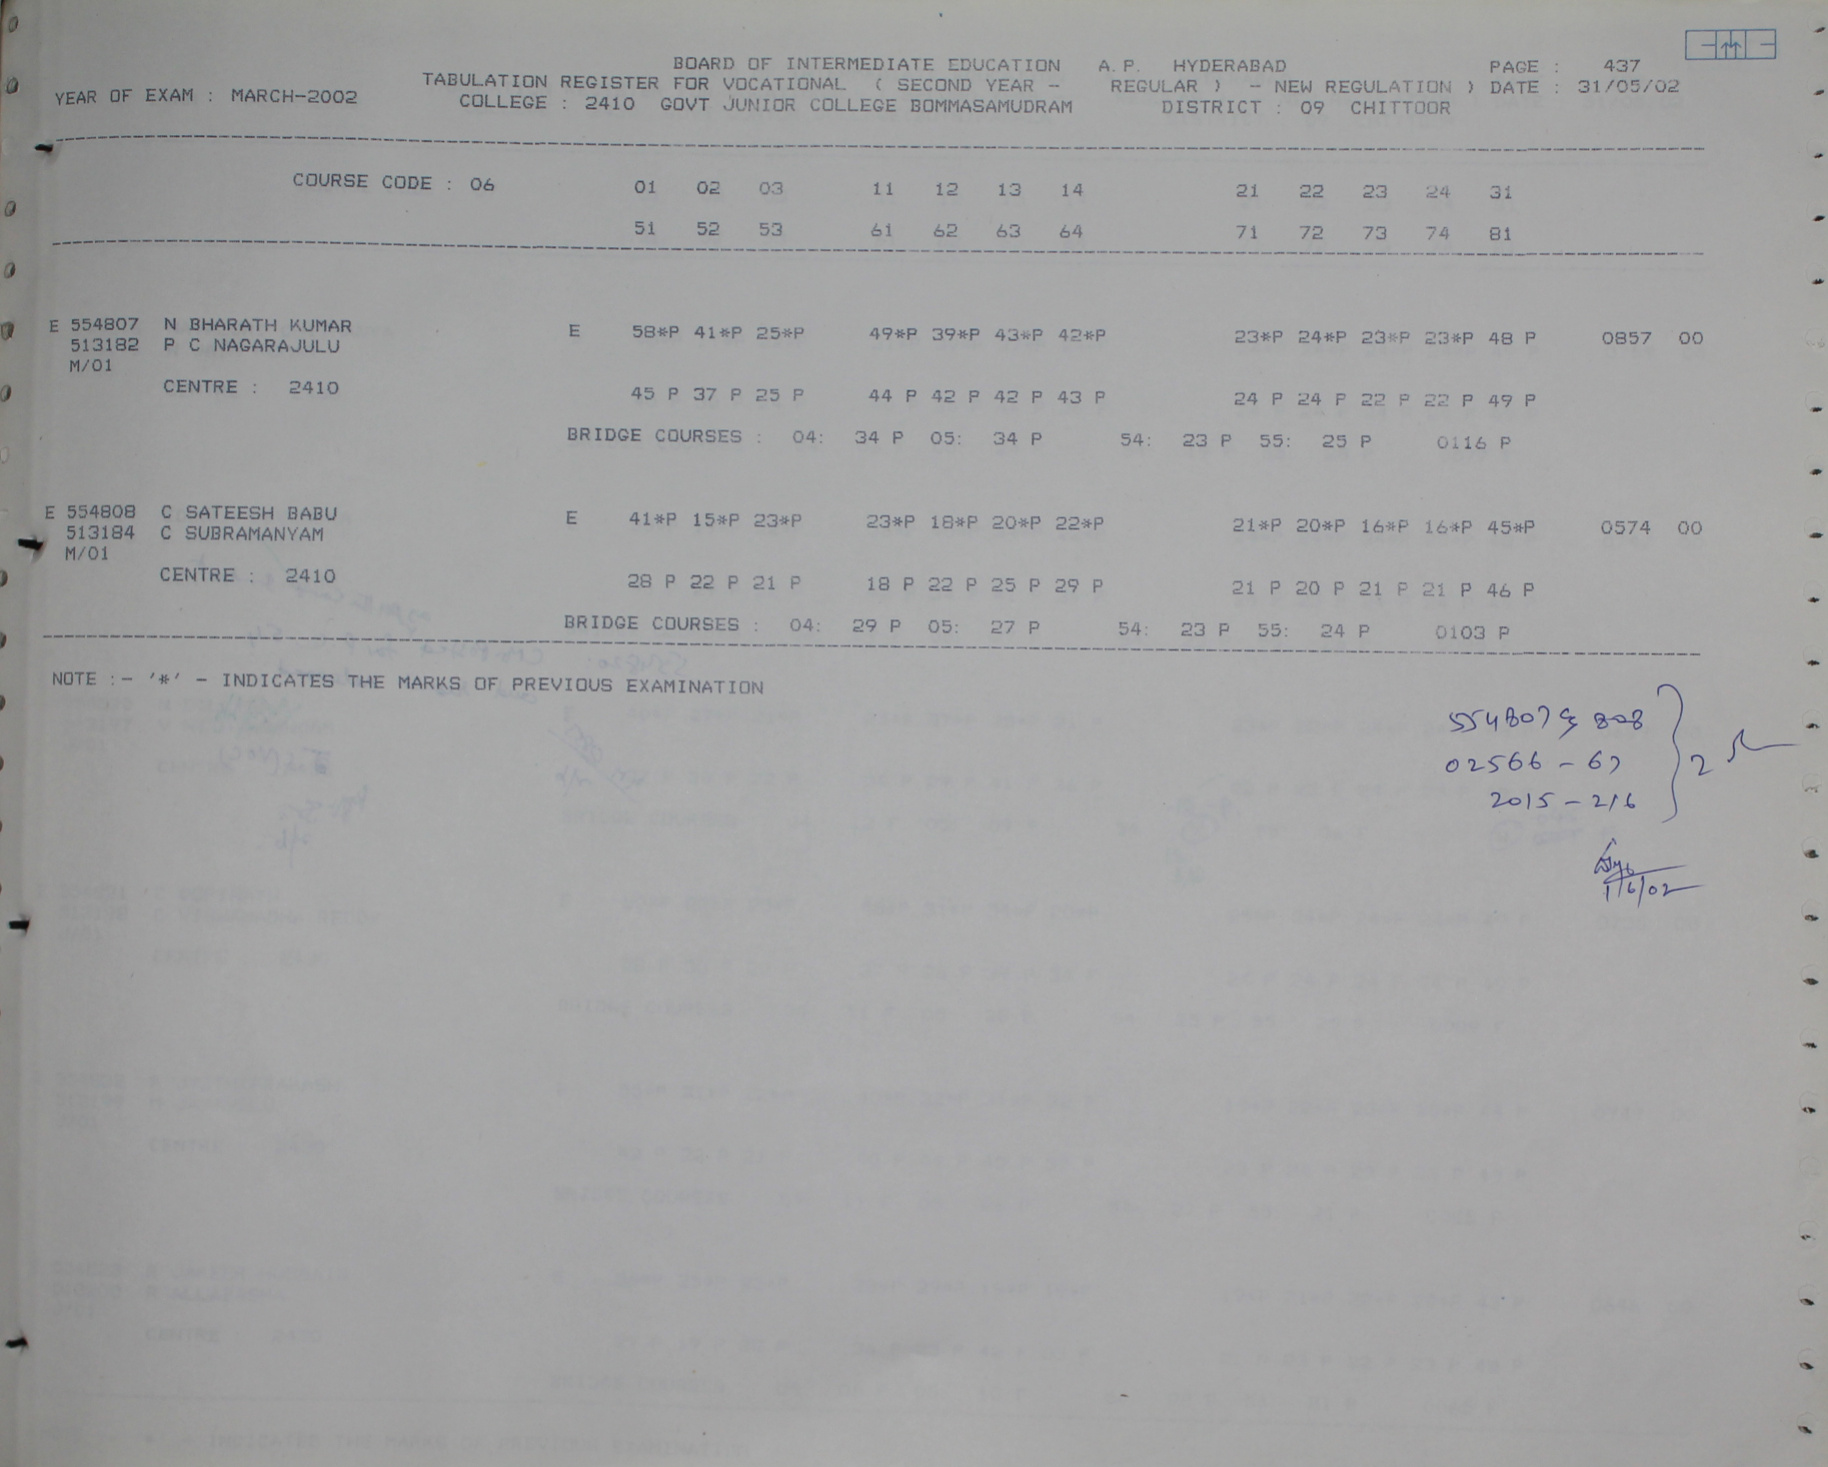 BOARD OF INTERMEDIATE EDUCATION A.P. HYDERABAD PAGE : 437
YEAR OF EXAM : MARCH-2002 TABULATION REGISTER FOR VOCATIONAL ( SECOND YEAR - REGULAR ) - NEW REGULATION ) DATE : 31/05/02
COLLEGE : 2410 GOVT JUNIOR COLLEGE BOMMASAMUDRAM DISTRICT : 09 CHITTOOR
COURSE CODE : 06 01 02 03 11 12 13 14 21 22 23 24 31
51 52 53 61 62 63 64 71 72 73 74 81
E 554807 N BHARATH KUMAR E 58*P 41*P 25*P 49*P 39*P 43*P 42*P 23*P 24*P 23*P 23*P 48 P 0857 00
513182 P C NAGARAJULU
M/01
CENTRE : 2410 45 P 37 P 25 P 44 P 42 P 42 P 43 P 24 P 24 P 22 P 22 P 49 P
BRIDGE COURSES : 04: 34 P 05: 34 P 54: 23 P 55: 25 P 0116 P
E 554808 C SATEESH BABU E 41*P 15*P 23*P 23*P 18*P 20*P 22*P 21*P 20*P 16*P 16*P 45*P 0574 00
513184 C SUBRAMANYAM
M/01
CENTRE : 2410 28 P 22 P 21 P 18 P 22 P 25 P 29 P 21 P 20 P 21 P 21 P 46 P
BRIDGE COURSES : 04: 29 P 05: 27 P 54: 23 P 55: 24 P 0103 P
NOTE :- '*' - INDICATES THE MARKS OF PREVIOUS EXAMINATION
554807 & 808
02566 - 67 2
2015 - 216
1/6/02